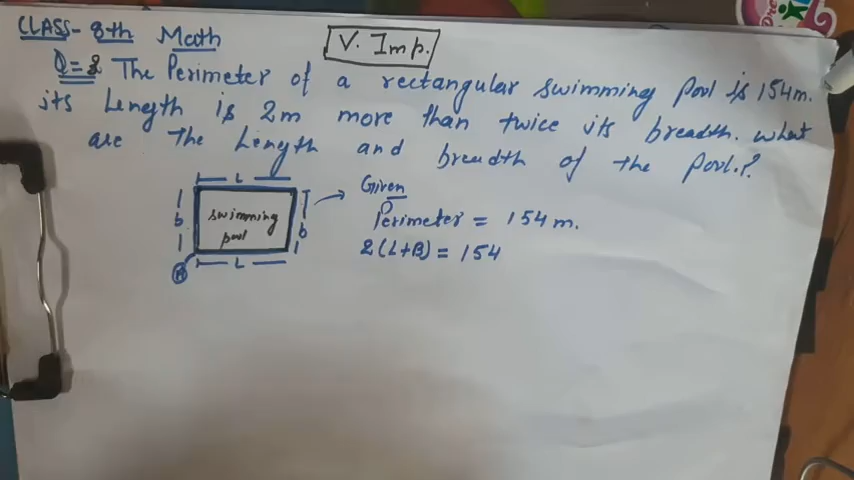 CLASS- 8th Math
V. Imp.
Q=2 The Perimeter of a rectangular swimming pool is 154m.
its Length is 2m more than twice its breadth. what
are The Length and breadth of the pool.?
L
b
swimming
pool
b
L
Given
Perimeter = 154 m.
2(L+B) = 154